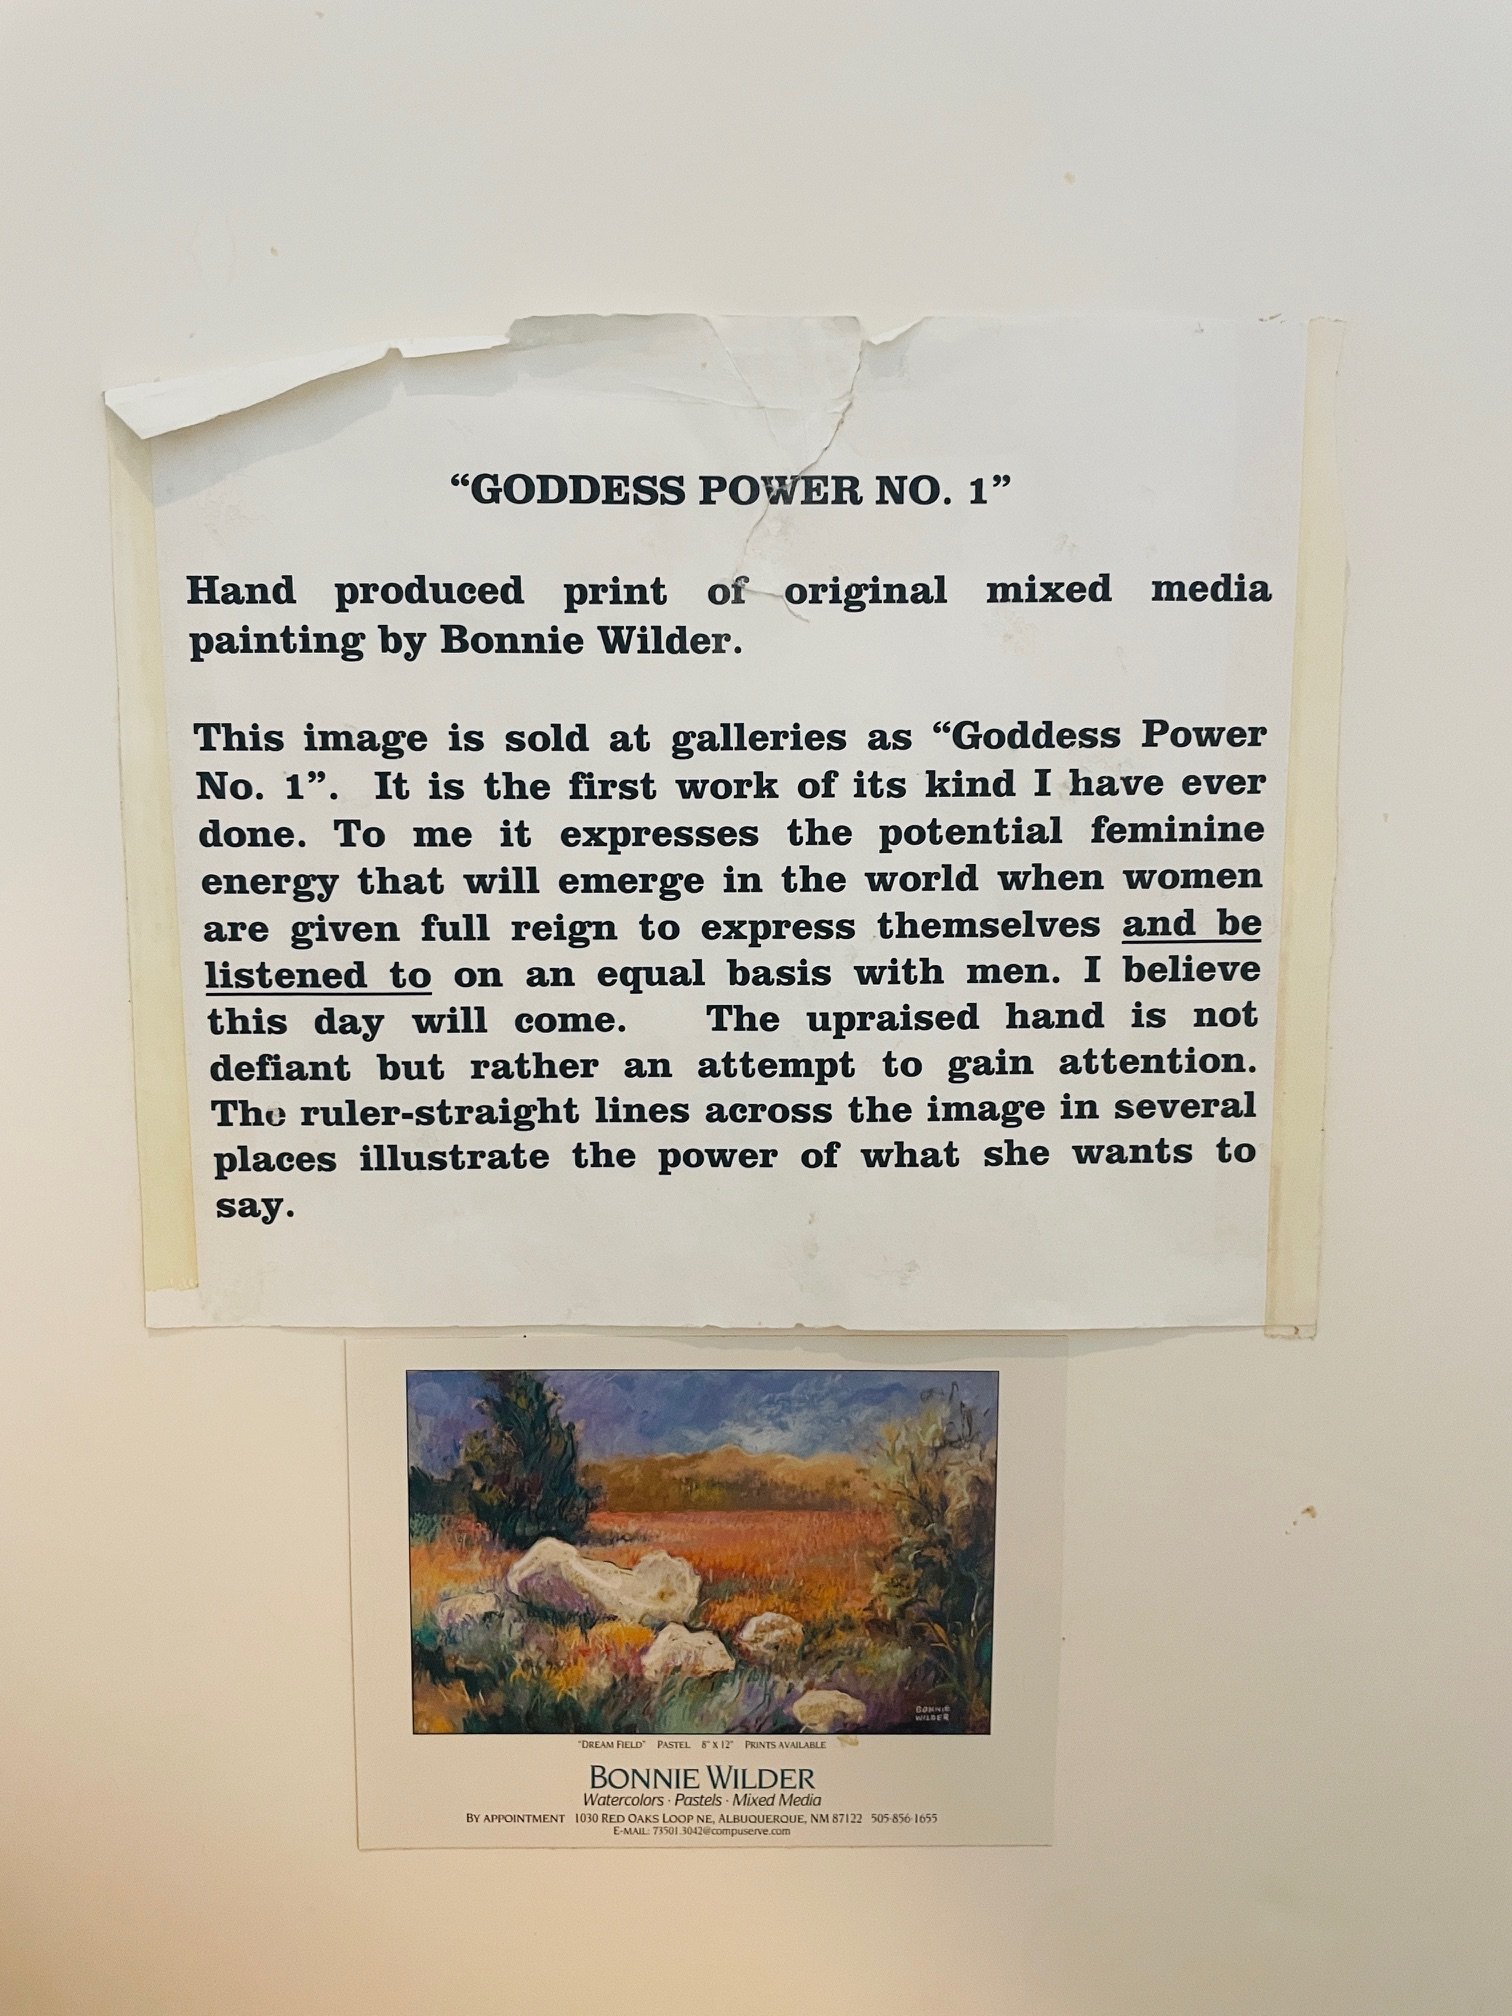 “GODDESS POWER NO. 1”
Hand produced print of original mixed media
painting by Bonnie Wilder.
This image is sold at galleries as “Goddess Power
No. 1”. It is the first work of its kind I have ever
done. To me it expresses the potential feminine
energy that will emerge in the world when women
are given full reign to express themselves and be
listened to on an equal basis with men. I believe
this day will come. The upraised hand is not
defiant but rather an attempt to gain attention.
The ruler-straight lines across the image in several
places illustrate the power of what she wants to
say.
BONNIE
WILDER
"DREAM FIELD" PASTEL 8" X 12" PRINTS AVAILABLE
BONNIE WILDER
Watercolors · Pastels · Mixed Media
BY APPOINTMENT 1030 RED OAKS LOOP NE, ALBUQUERQUE, NM 87122 505-856-1655
E-MAIL: 73501.3042@compuserve.com